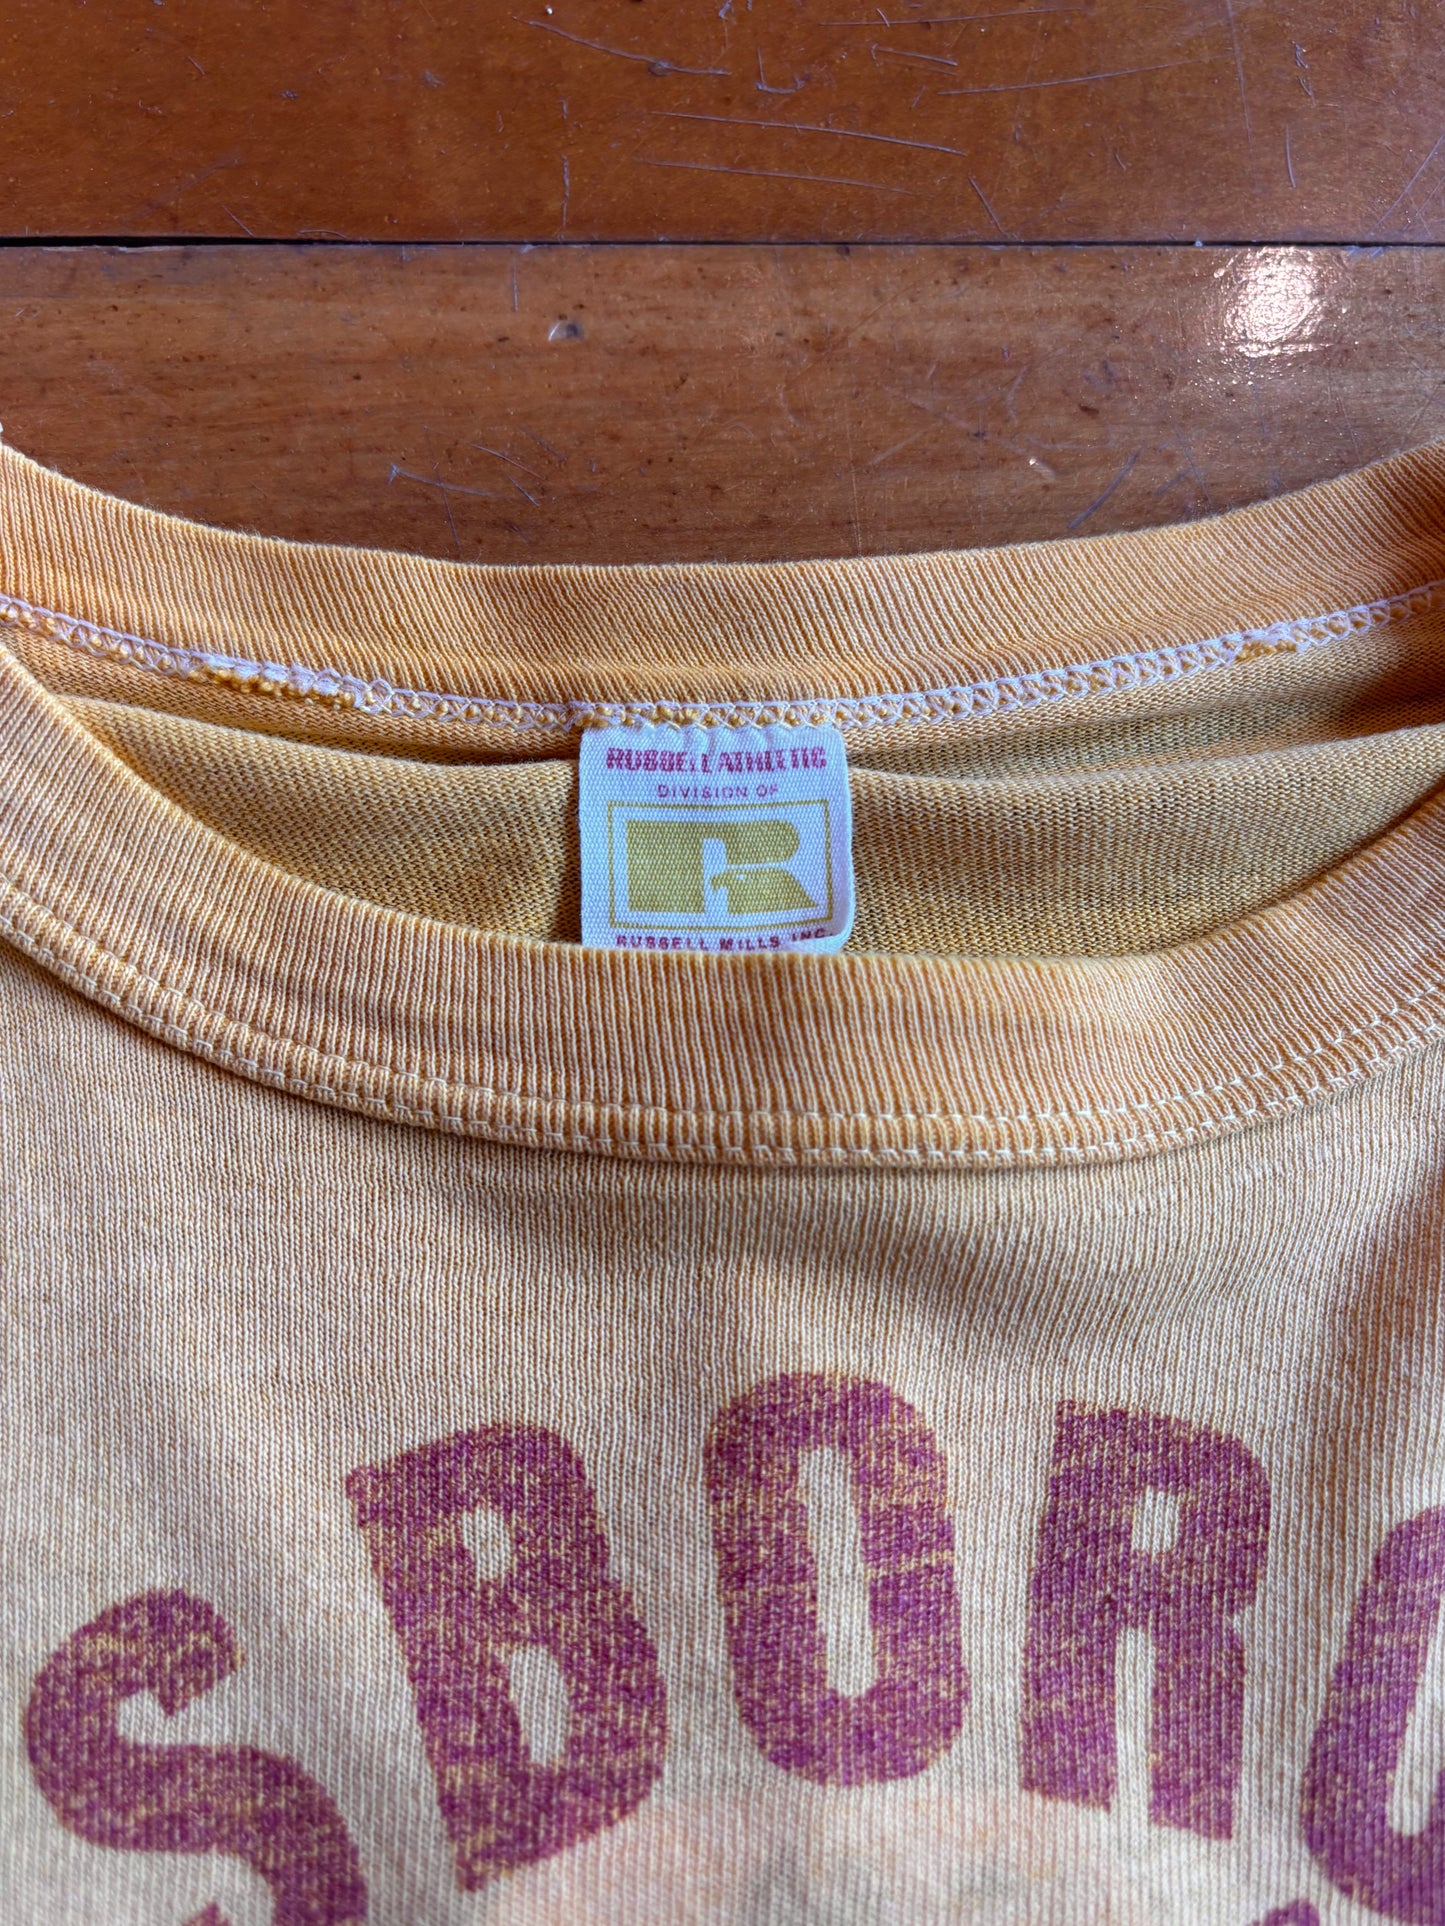 RUSSELL ATHLETIC
DIVISION OF
R
RUSSELL MILLS, INC.
SBORO